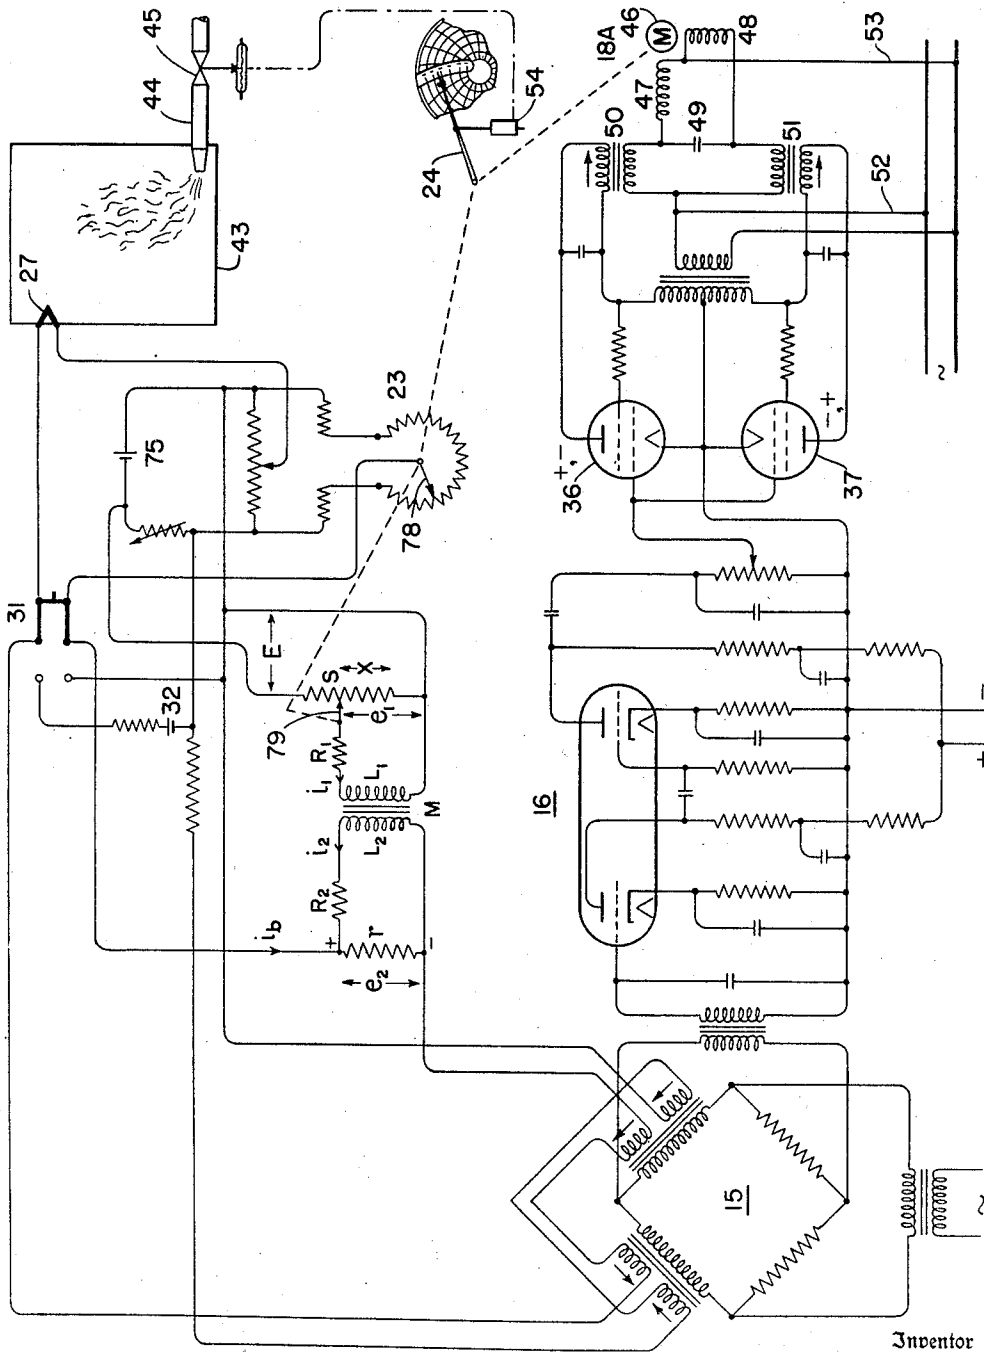 45
44
43
27
46
M
18A
48
47
50
49
51
52
53
54
24
23
75
78
31
32
E
S
X
e₁
79
R₁
i₁
L₁
M
L₂
i₂
R₂
r
+
-
e₂
i_b
36
37
+
-
-
+
16
15
+
-
~
~
Inventor